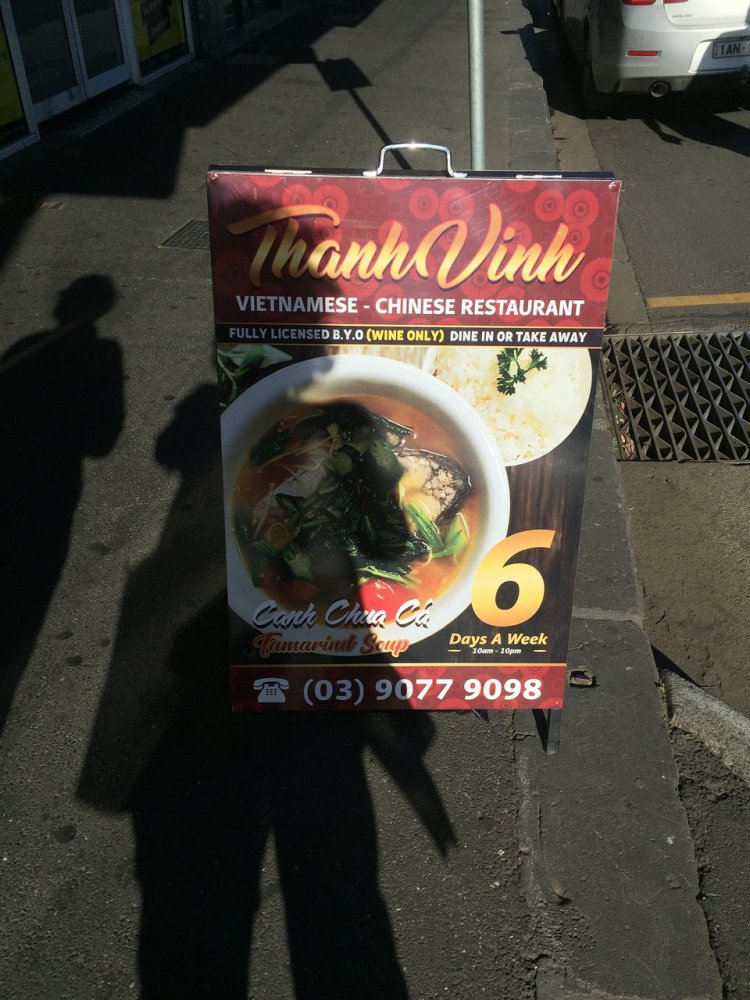 Thanh Vinh
VIETNAMESE - CHINESE RESTAURANT
FULLY LICENSED B.Y.O (WINE ONLY) DINE IN OR TAKE AWAY
Canh Chua Cá
Tamarind Soup
6
Days A Week
10am - 10pm
(03) 9077 9098
1AN